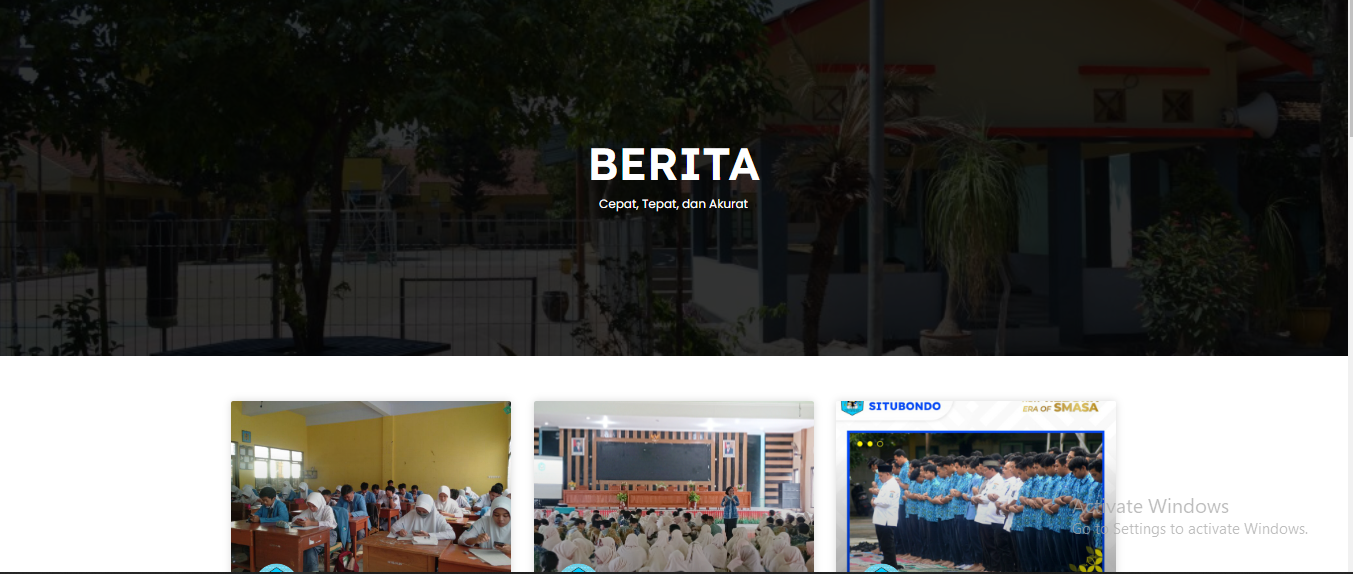 BERITA
Cepat, Tepat, dan Akurat
SITUBONDO
ERA OF SMASA
Activate Windows
Go to Settings to activate Windows.